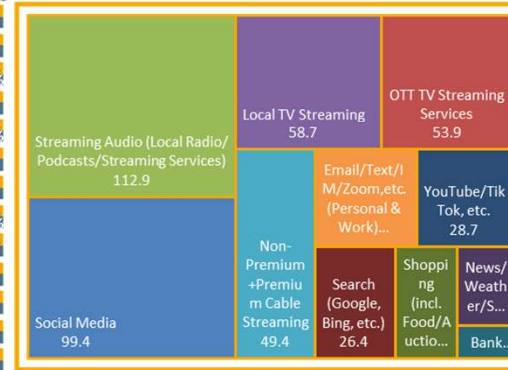 Streaming Audio (Local Radio/
Podcasts/Streaming Services)
112.9
Social Media
99.4
Local TV Streaming
58.7
OTT TV Streaming
Services
53.9
Non-
Premium
+Premiu
m Cable
Streaming
49.4
Email/Text/I
M/Zoom,etc.
(Personal &
Work)...
YouTube/Tik
Tok, etc.
28.7
Search
(Google,
Bing, etc.)
26.4
Shoppi
ng
(incl.
Food/A
uctio...
News/
Weath
er/S...
Bank..